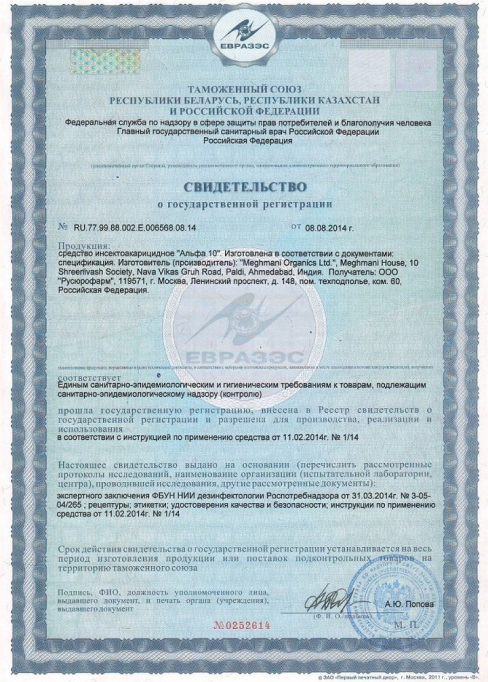 ЕВРАЗЭС
ТАМОЖЕННЫЙ СОЮЗ
РЕСПУБЛИКИ БЕЛАРУСЬ, РЕСПУБЛИКИ КАЗАХСТАН
И РОССИЙСКОЙ ФЕДЕРАЦИИ
Федеральная служба по надзору в сфере защиты прав потребителей и благополучия человека
Главный государственный санитарный врач Российской Федерации
Российская Федерация
СВИДЕТЕЛЬСТВО
о государственной регистрации
№ RU.77.99.88.002.E.006568.08.14 от 08.08.2014 г.
Продукция:
средство инсектоакарицидное "Альфа 10". Изготовлена в соответствии с документами:
спецификация. Изготовитель (производитель): "Meghmani Organics Ltd.", Meghmani House, 10
Shreenivash Society, Nava Vikas Gruh Road, Paldi, Ahmedabad, Индия. Получатель: ООО
"Русюрофарм", 119571, г. Москва, Ленинский проспект, д. 148, пом. техподполье, ком. 60,
Российская Федерация.
ЕВРАЗЭС
соответствует
Единым санитарно-эпидемиологическим и гигиеническим требованиям к товарам, подлежащим
санитарно-эпидемиологическому надзору (контролю)
прошла государственную регистрацию, внесена в Реестр свидетельств о
государственной регистрации и разрешена для производства, реализации и
использования
в соответствии с инструкцией по применению средства от 11.02.2014г. № 1/14
Настоящее свидетельство выдано на основании (перечислить рассмотренные
протоколы исследований, наименование организации (испытательной лаборатории,
центра), проводившей исследования, другие рассмотренные документы):
экспертного заключения ФБУН НИИ дезинфектологии Роспотребнадзора от 31.03.2014г. № 3-05-
04/265 ; рецептуры; этикетки; удостоверения качества и безопасности; инструкции по применению
средства от 11.02.2014г. № 1/14
Срок действия свидетельства о государственной регистрации устанавливается на весь
период изготовления продукции или поставок подконтрольных товаров на
территорию таможенного союза
Подпись, ФИО, должность уполномоченного лица,
выдавшего документ, и печать органа (учреждения),
выдавшего документ
А.Ю. Попова
(Ф. И. О./подпись)
М. П.
№0252614
© ЗАО «Первый печатный двор», г. Москва, 2011 г., уровень «В».